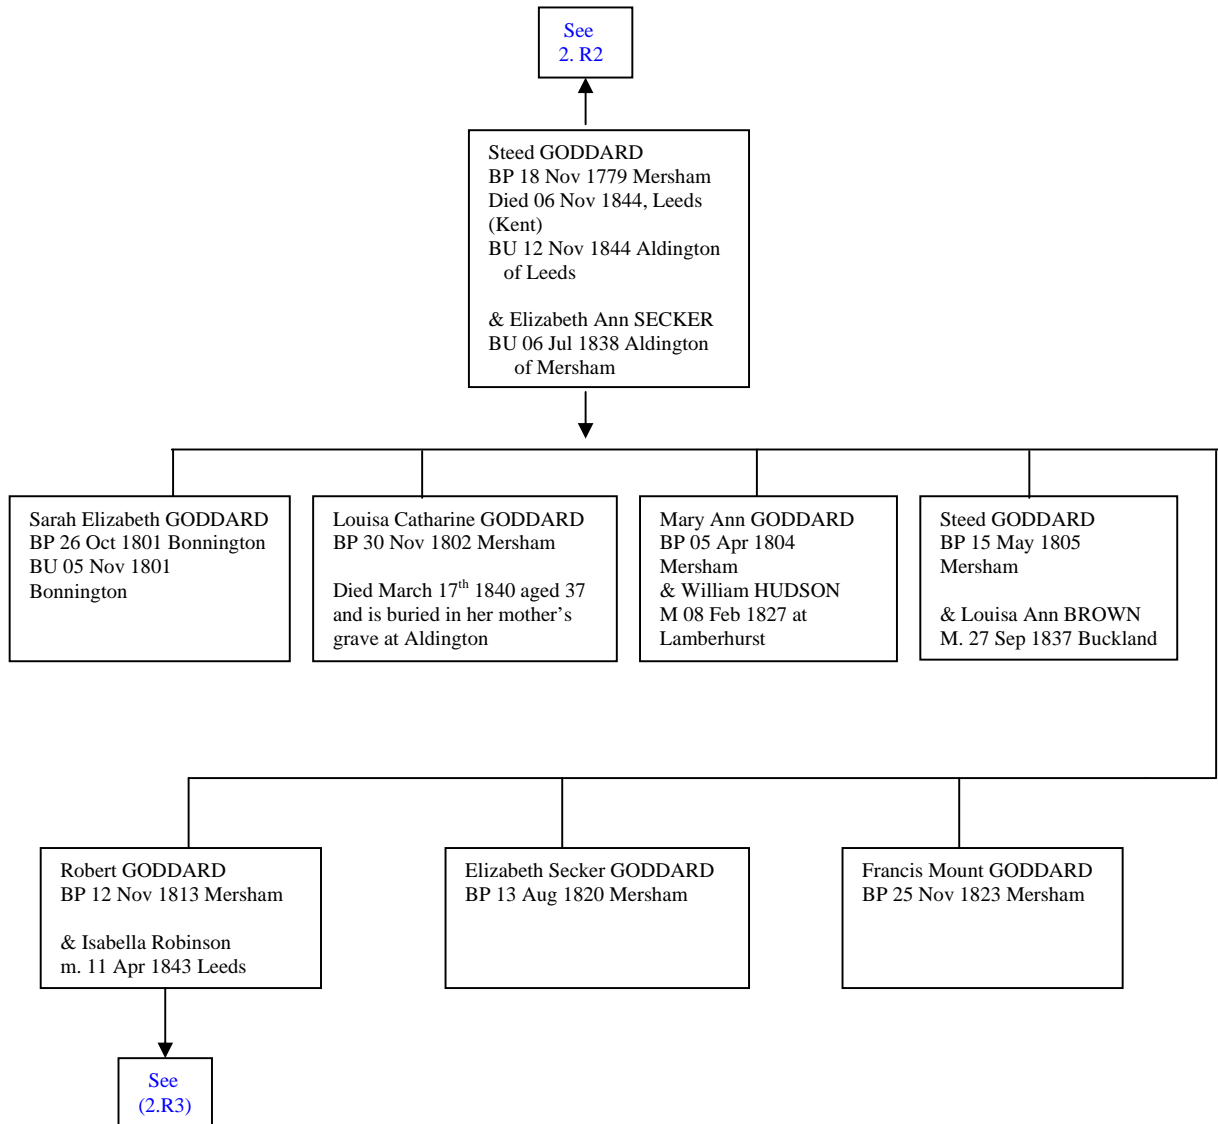 See
2. R2
Steed GODDARD
BP 18 Nov 1779 Mersham
Died 06 Nov 1844, Leeds
(Kent)
BU 12 Nov 1844 Aldington
of Leeds
& Elizabeth Ann SECKER
BU 06 Jul 1838 Aldington
of Mersham
Sarah Elizabeth GODDARD
BP 26 Oct 1801 Bonnington
BU 05 Nov 1801
Bonnington
Louisa Catharine GODDARD
BP 30 Nov 1802 Mersham
Died March 17th 1840 aged 37
and is buried in her mother’s
grave at Aldington
Mary Ann GODDARD
BP 05 Apr 1804
Mersham
& William HUDSON
M 08 Feb 1827 at
Lamberhurst
Steed GODDARD
BP 15 May 1805
Mersham
& Louisa Ann BROWN
M. 27 Sep 1837 Buckland
Robert GODDARD
BP 12 Nov 1813 Mersham
& Isabella Robinson
m. 11 Apr 1843 Leeds
Elizabeth Secker GODDARD
BP 13 Aug 1820 Mersham
Francis Mount GODDARD
BP 25 Nov 1823 Mersham
See
(2.R3)